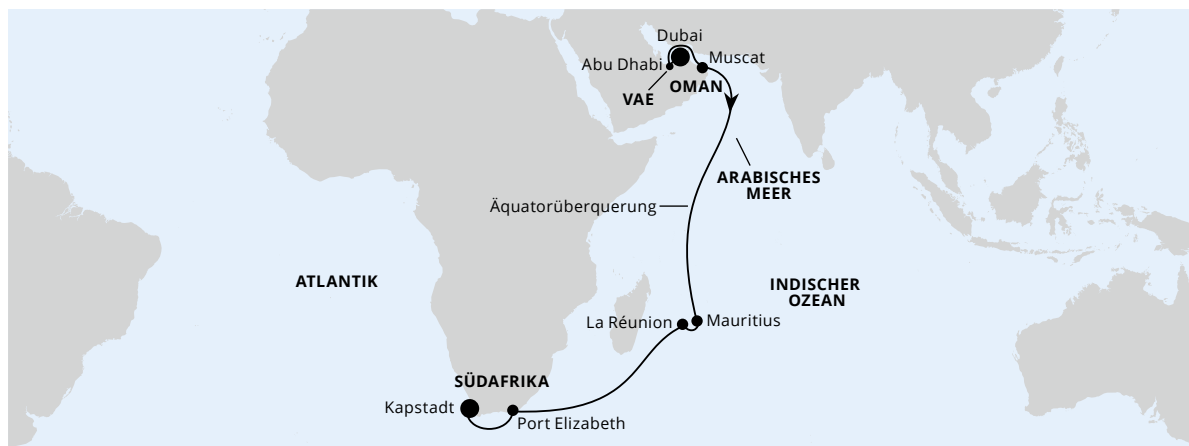 Dubai
Abu Dhabi
Muscat
VAE
OMAN
ARABISCHES
MEER
Äquatorüberquerung
ATLANTIK
INDISCHER
OZEAN
La Réunion
Mauritius
SÜDAFRIKA
Kapstadt
Port Elizabeth